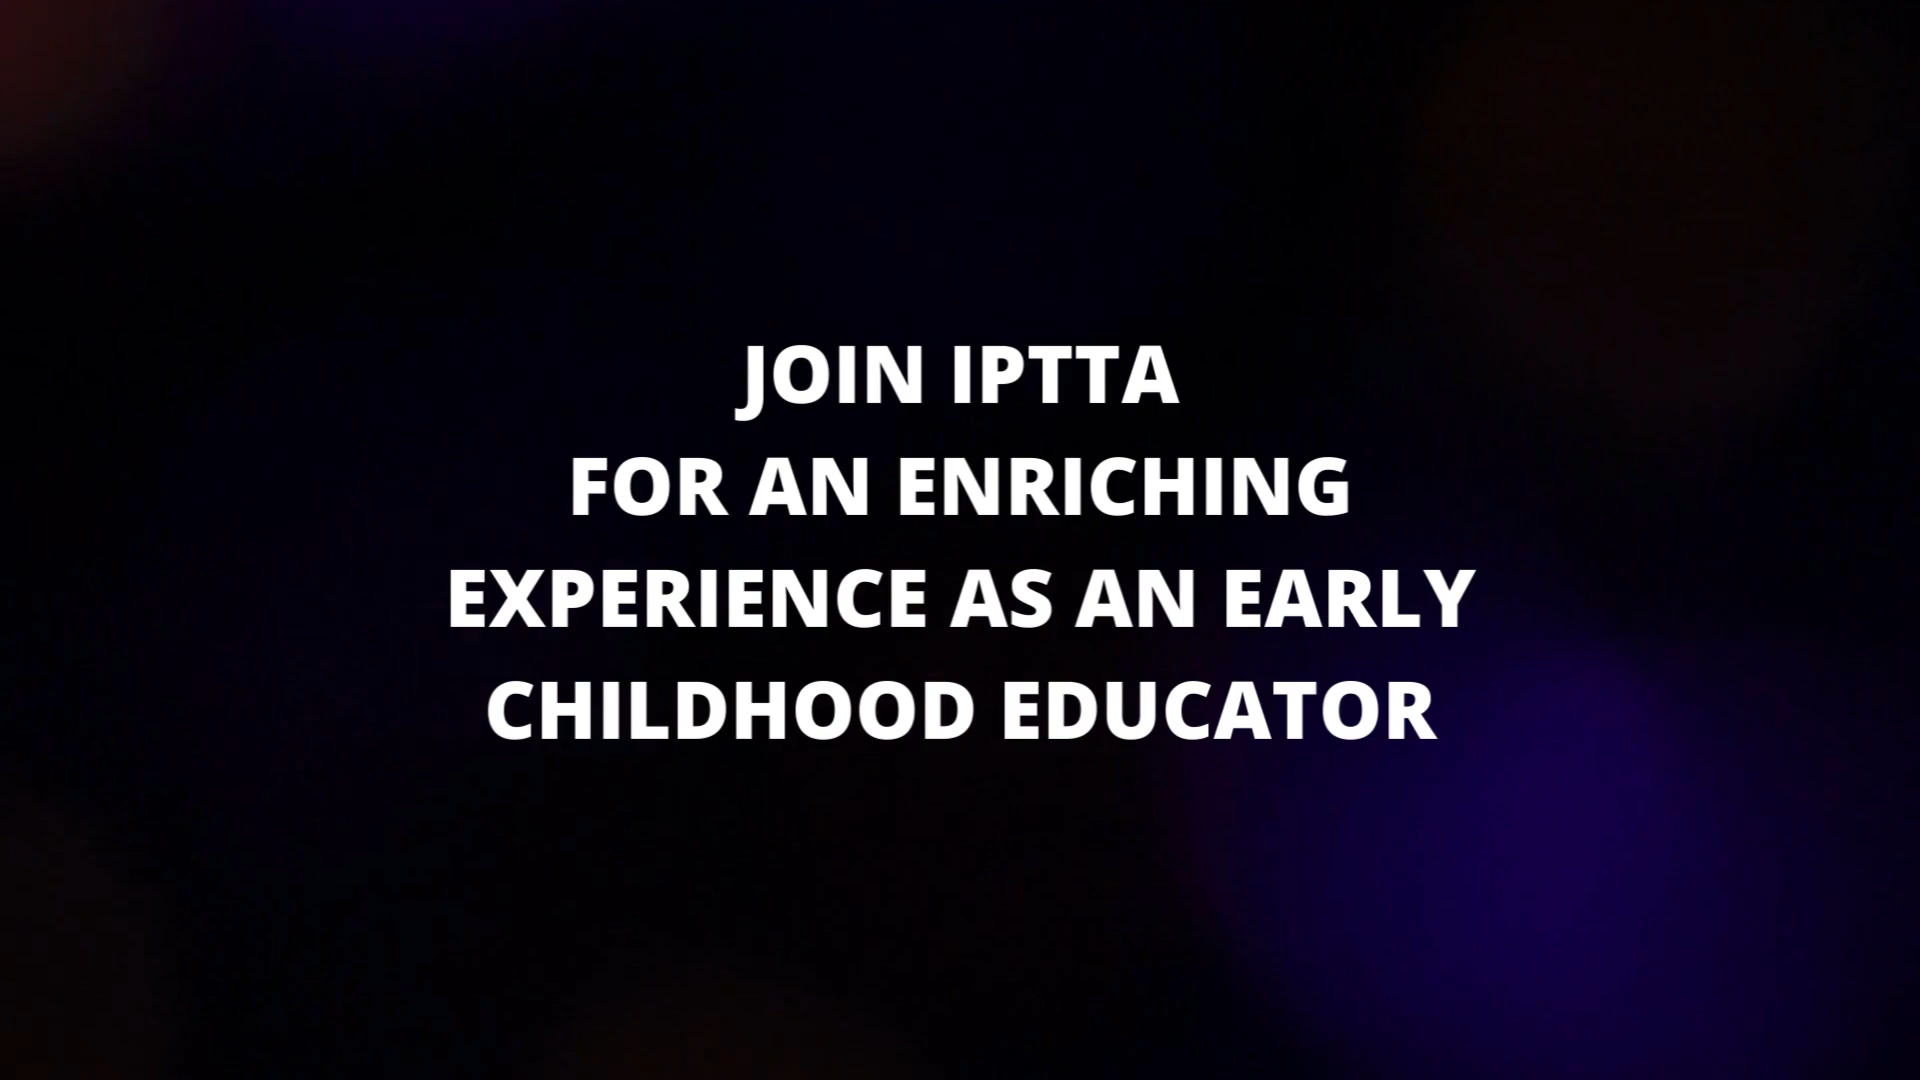 JOIN IPTTA
FOR AN ENRICHING
EXPERIENCE AS AN EARLY
CHILDHOOD EDUCATOR